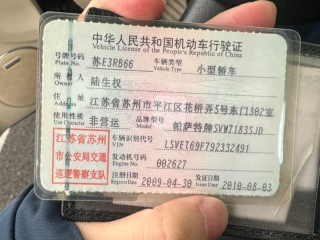 中华人民共和国机动车行驶证
Vehicle License of the People's Republic of China
号牌号码 苏E3RB66 车辆类型 小型轿车
Plate No. Vehicle Type
所有人 陆生权
Owner
住址 江苏省苏州市平江区花桥弄5号东门302室
Address
使用性质 非营运 品牌型号 帕萨特牌SVW7183SJD
Use Character Model
江苏省苏州 车辆识别代号
市公安局交通 VIN LSVET69F792332491
巡逻警察支队 发动机号码 002627
Engine No.
注册日期 2009-04-30 发证日期 2010-08-03
Register Date Issue Date